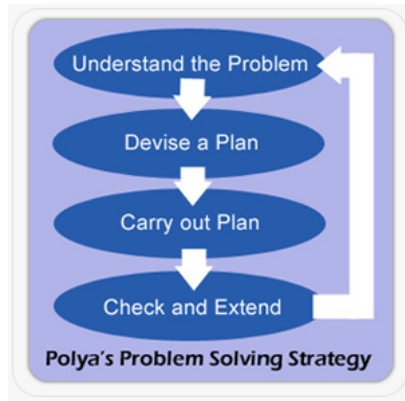 Understand the Problem
Devise a Plan
Carry out Plan
Check and Extend
Polya's Problem Solving Strategy